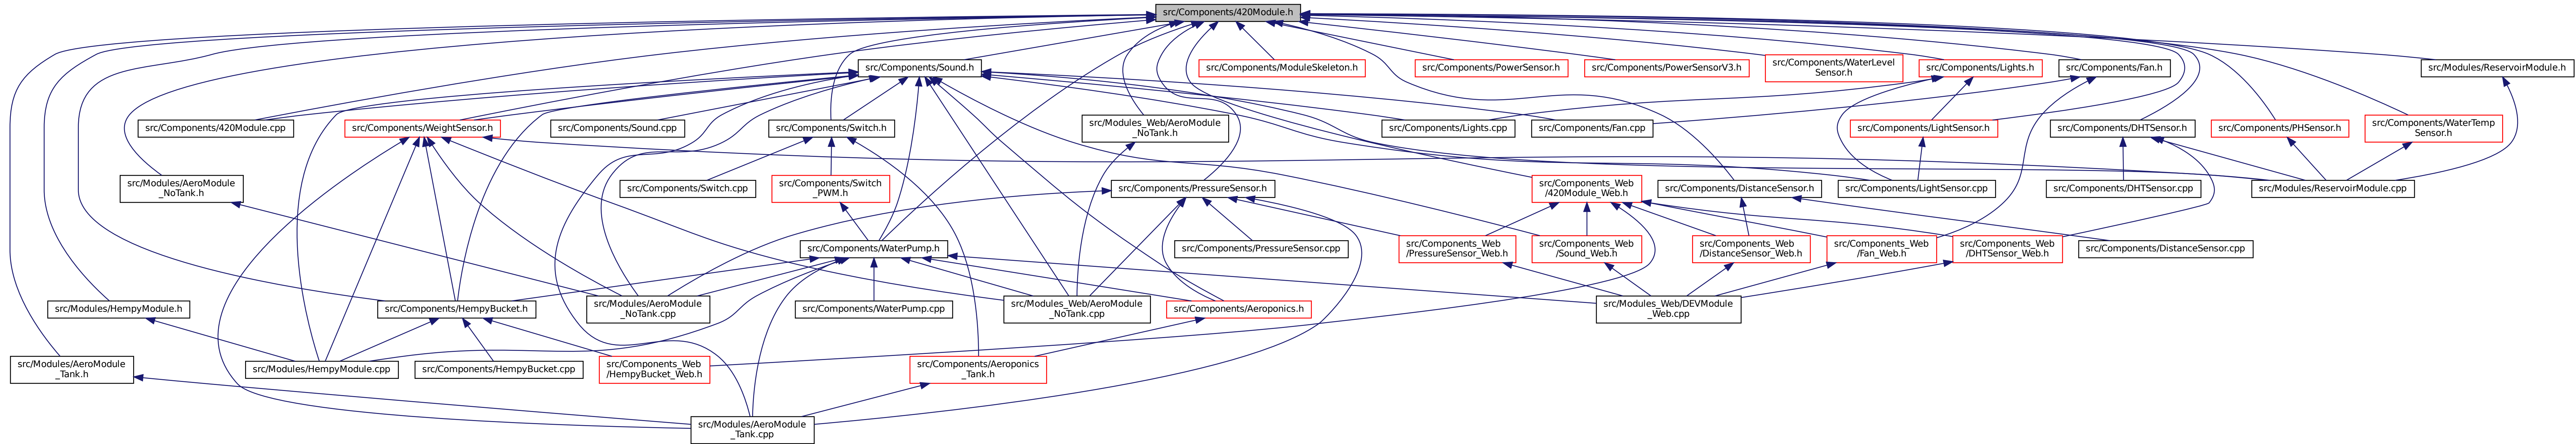 src/Components/420Module.h
src/Components/Sound.h
src/Components/ModuleSkeleton.h
src/Components/PowerSensor.h
src/Components/PowerSensorV3.h
src/Components/WaterLevel
Sensor.h
src/Components/Lights.h
src/Components/Fan.h
src/Modules/ReservoirModule.h
src/Components/420Module.cpp
src/Components/WeightSensor.h
src/Components/Sound.cpp
src/Components/Switch.h
src/Modules_Web/AeroModule
_NoTank.h
src/Components/Lights.cpp
src/Components/Fan.cpp
src/Components/LightSensor.h
src/Components/DHTSensor.h
src/Components/PHSensor.h
src/Components/WaterTemp
Sensor.h
src/Modules/AeroModule
_NoTank.h
src/Components/Switch.cpp
src/Components/Switch
_PWM.h
src/Components/PressureSensor.h
src/Components_Web
/420Module_Web.h
src/Components/DistanceSensor.h
src/Components/LightSensor.cpp
src/Components/DHTSensor.cpp
src/Modules/ReservoirModule.cpp
src/Components/WaterPump.h
src/Components/PressureSensor.cpp
src/Components_Web
/PressureSensor_Web.h
src/Components_Web
/Sound_Web.h
src/Components_Web
/DistanceSensor_Web.h
src/Components_Web
/Fan_Web.h
src/Components_Web
/DHTSensor_Web.h
src/Components/DistanceSensor.cpp
src/Modules/HempyModule.h
src/Components/HempyBucket.h
src/Modules/AeroModule
_NoTank.cpp
src/Components/WaterPump.cpp
src/Modules_Web/AeroModule
_NoTank.cpp
src/Components/Aeroponics.h
src/Modules_Web/DEVModule
_Web.cpp
src/Modules/AeroModule
_Tank.h
src/Modules/HempyModule.cpp
src/Components/HempyBucket.cpp
src/Components_Web
/HempyBucket_Web.h
src/Components/Aeroponics
_Tank.h
src/Modules/AeroModule
_Tank.cpp